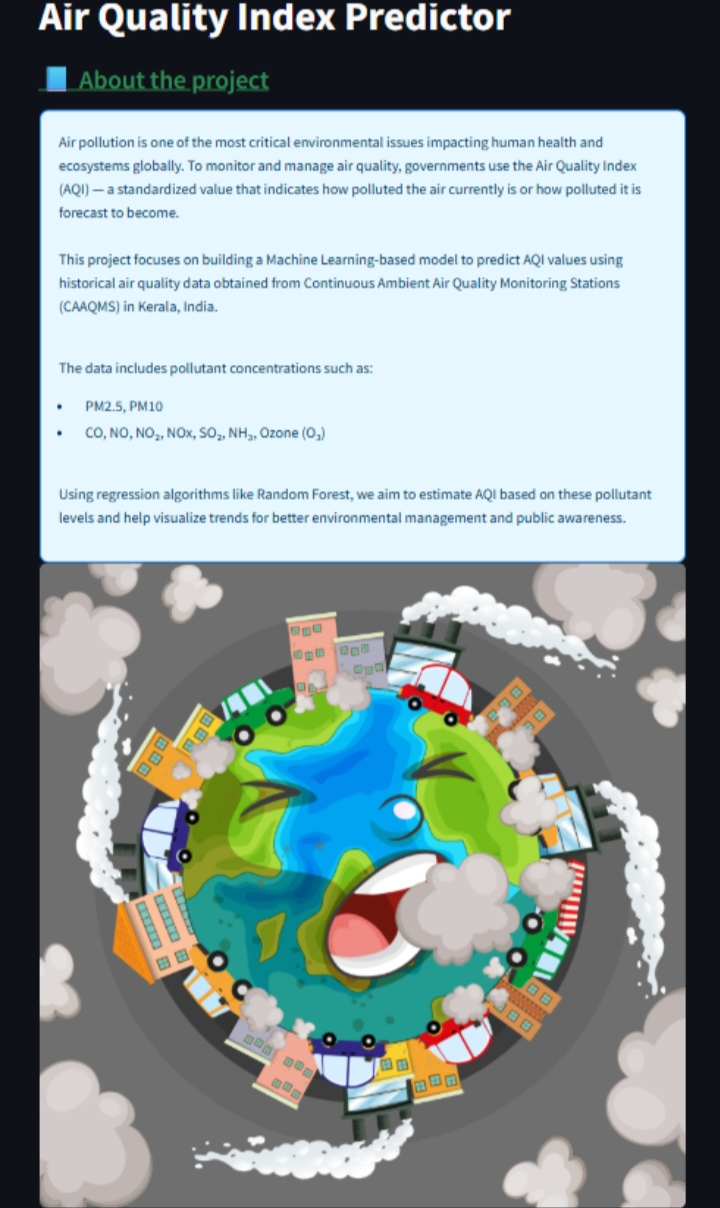 Air Quality Index Predictor
About the project
Air pollution is one of the most critical environmental issues impacting human health and
ecosystems globally. To monitor and manage air quality, governments use the Air Quality Index
(AQI) — a standardized value that indicates how polluted the air currently is or how polluted it is
forecast to become.
This project focuses on building a Machine Learning-based model to predict AQI values using
historical air quality data obtained from Continuous Ambient Air Quality Monitoring Stations
(CAAQMS) in Kerala, India.
The data includes pollutant concentrations such as:
• PM2.5, PM10
• CO, NO, NO₂, NOx, SO₂, NH₃, Ozone (O₃)
Using regression algorithms like Random Forest, we aim to estimate AQI based on these pollutant
levels and help visualize trends for better environmental management and public awareness.